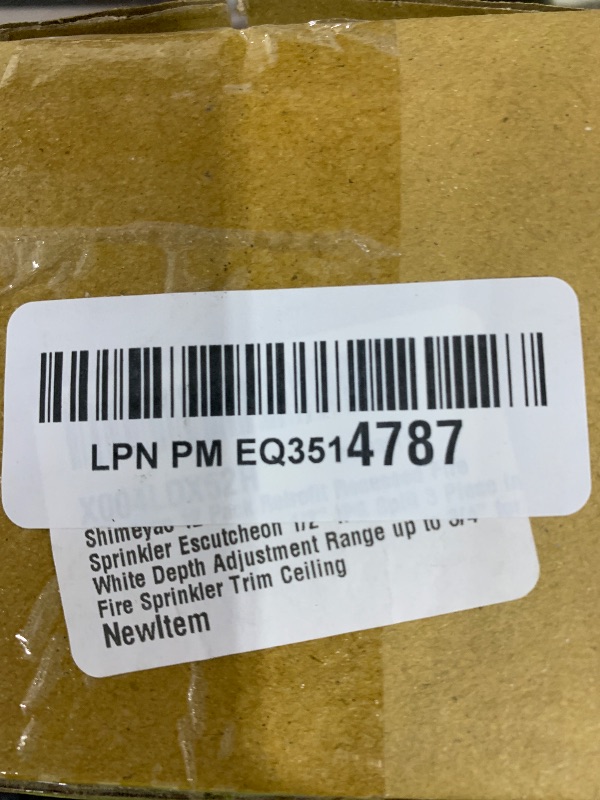 LPN PM EQ3514787
X004LQX52H
Sprinkler Escutcheon 1/2"
White Depth Adjustment Range up to 3/4"
Fire Sprinkler Trim Ceiling
NewItem